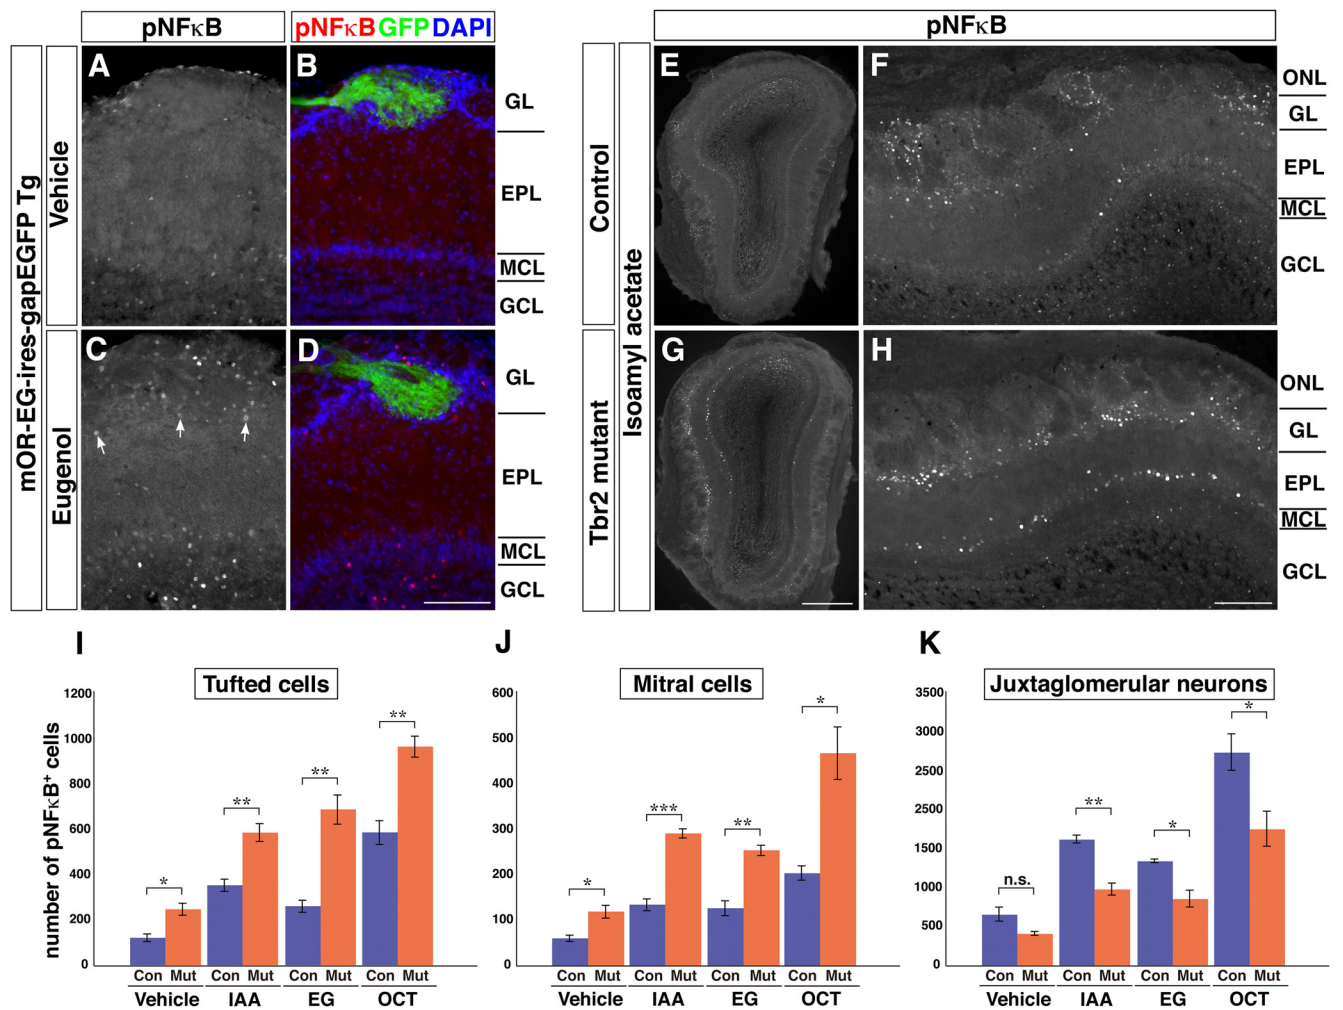 pNFκB
pNFκB GFP DAPI
pNFκB
mOR-EG-ires-gapEGFP Tg
Vehicle
Eugenol
A
B
GL
EPL
MCL
GCL
C
D
GL
EPL
MCL
GCL
Isoamyl acetate
Control
Tbr2 mutant
E
F
ONL
GL
EPL
MCL
GCL
G
H
ONL
GL
EPL
MCL
GCL
I
Tufted cells
number of pNFκB+ cells
1200
1000
800
600
400
200
0
*
**
**
**
Con Mut Con Mut Con Mut Con Mut
Vehicle IAA EG OCT
J
Mitral cells
600
500
400
300
200
100
0
*
***
**
*
Con Mut Con Mut Con Mut Con Mut
Vehicle IAA EG OCT
K
Juxtaglomerular neurons
3500
3000
2500
2500
1500
1000
500
0
n.s.
**
*
*
Con Mut Con Mut Con Mut Con Mut
Vehicle IAA EG OCT